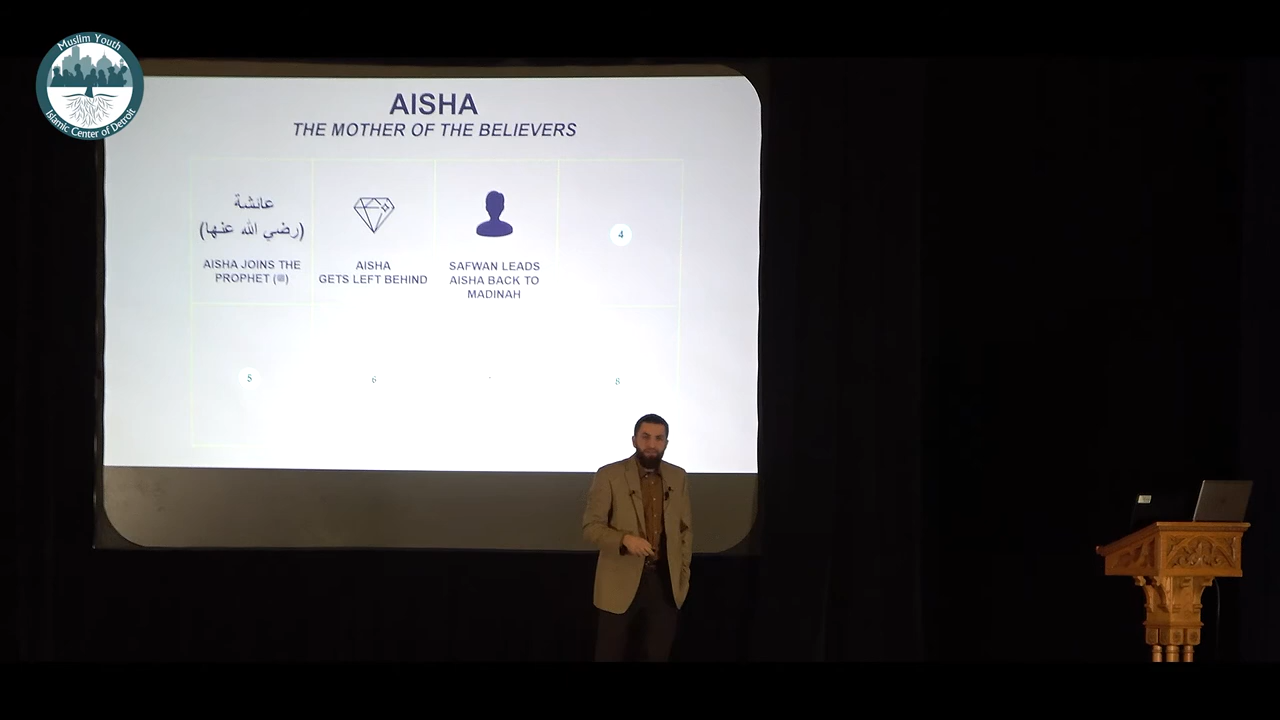 Muslim Youth
Islamic Center of Detroit
AISHA
THE MOTHER OF THE BELIEVERS
عائشة
(رضي الله عنها)
AISHA JOINS THE
PROPHET (ﷺ)
AISHA
GETS LEFT BEHIND
SAFWAN LEADS
AISHA BACK TO
MADINAH
4
5
6
8